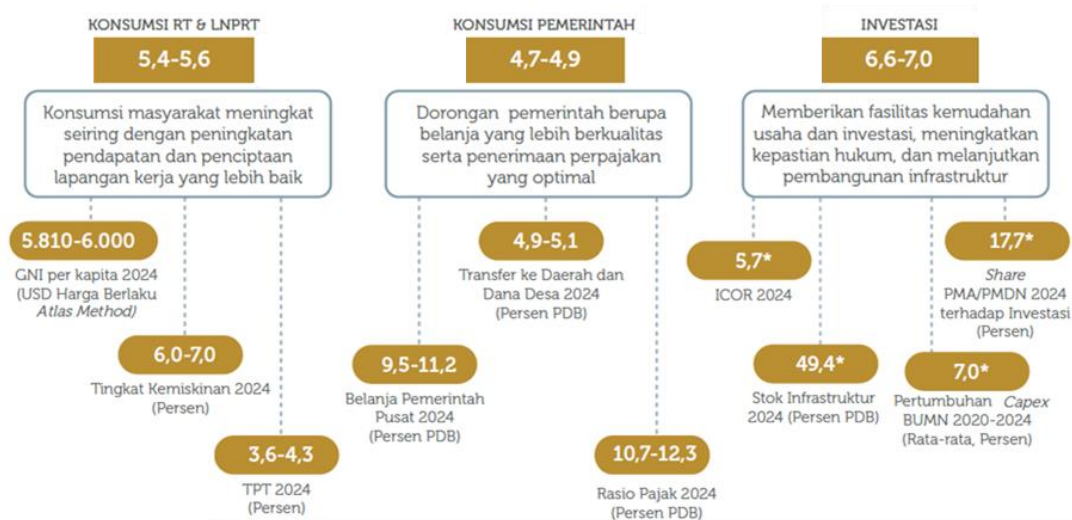 KONSUMSI RT & LNPRT
5,4-5,6
Konsumsi masyarakat meningkat
seiring dengan peningkatan
pendapatan dan penciptaan
lapangan kerja yang lebih baik
5.810-6.000
GNI per kapita 2024
(USD Harga Berlaku
Atlas Method)
6,0-7,0
Tingkat Kemiskinan 2024
(Persen)
3,6-4,3
TPT 2024
(Persen)
KONSUMSI PEMERINTAH
4,7-4,9
Dorongan pemerintah berupa
belanja yang lebih berkualitas
serta penerimaan perpajakan
yang optimal
4,9-5,1
Transfer ke Daerah dan
Dana Desa 2024
(Persen PDB)
9,5-11,2
Belanja Pemerintah
Pusat 2024
(Persen PDB)
10,7-12,3
Rasio Pajak 2024
(Persen PDB)
INVESTASI
6,6-7,0
Memberikan fasilitas kemudahan
usaha dan investasi, meningkatkan
kepastian hukum, dan melanjutkan
pembangunan infrastruktur
5,7*
ICOR 2024
17,7*
Share
PMA/PMDN 2024
terhadap Investasi
(Persen)
49,4*
Stok Infrastruktur
2024 (Persen PDB)
7,0*
Pertumbuhan Capex
BUMN 2020-2024
(Rata-rata, Persen)